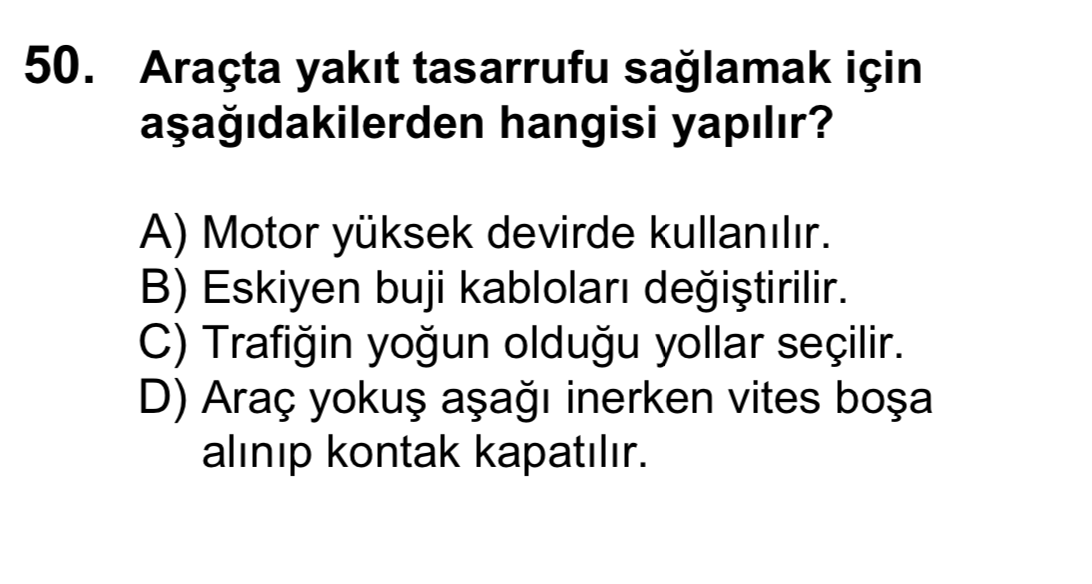 50. Araçta yakıt tasarrufu sağlamak için
aşağıdakilerden hangisi yapılır?
A) Motor yüksek devirde kullanılır.
B) Eskiyen buji kabloları değiştirilir.
C) Trafiğin yoğun olduğu yollar seçilir.
D) Araç yokuş aşağı inerken vites boşa
alınıp kontak kapatılır.